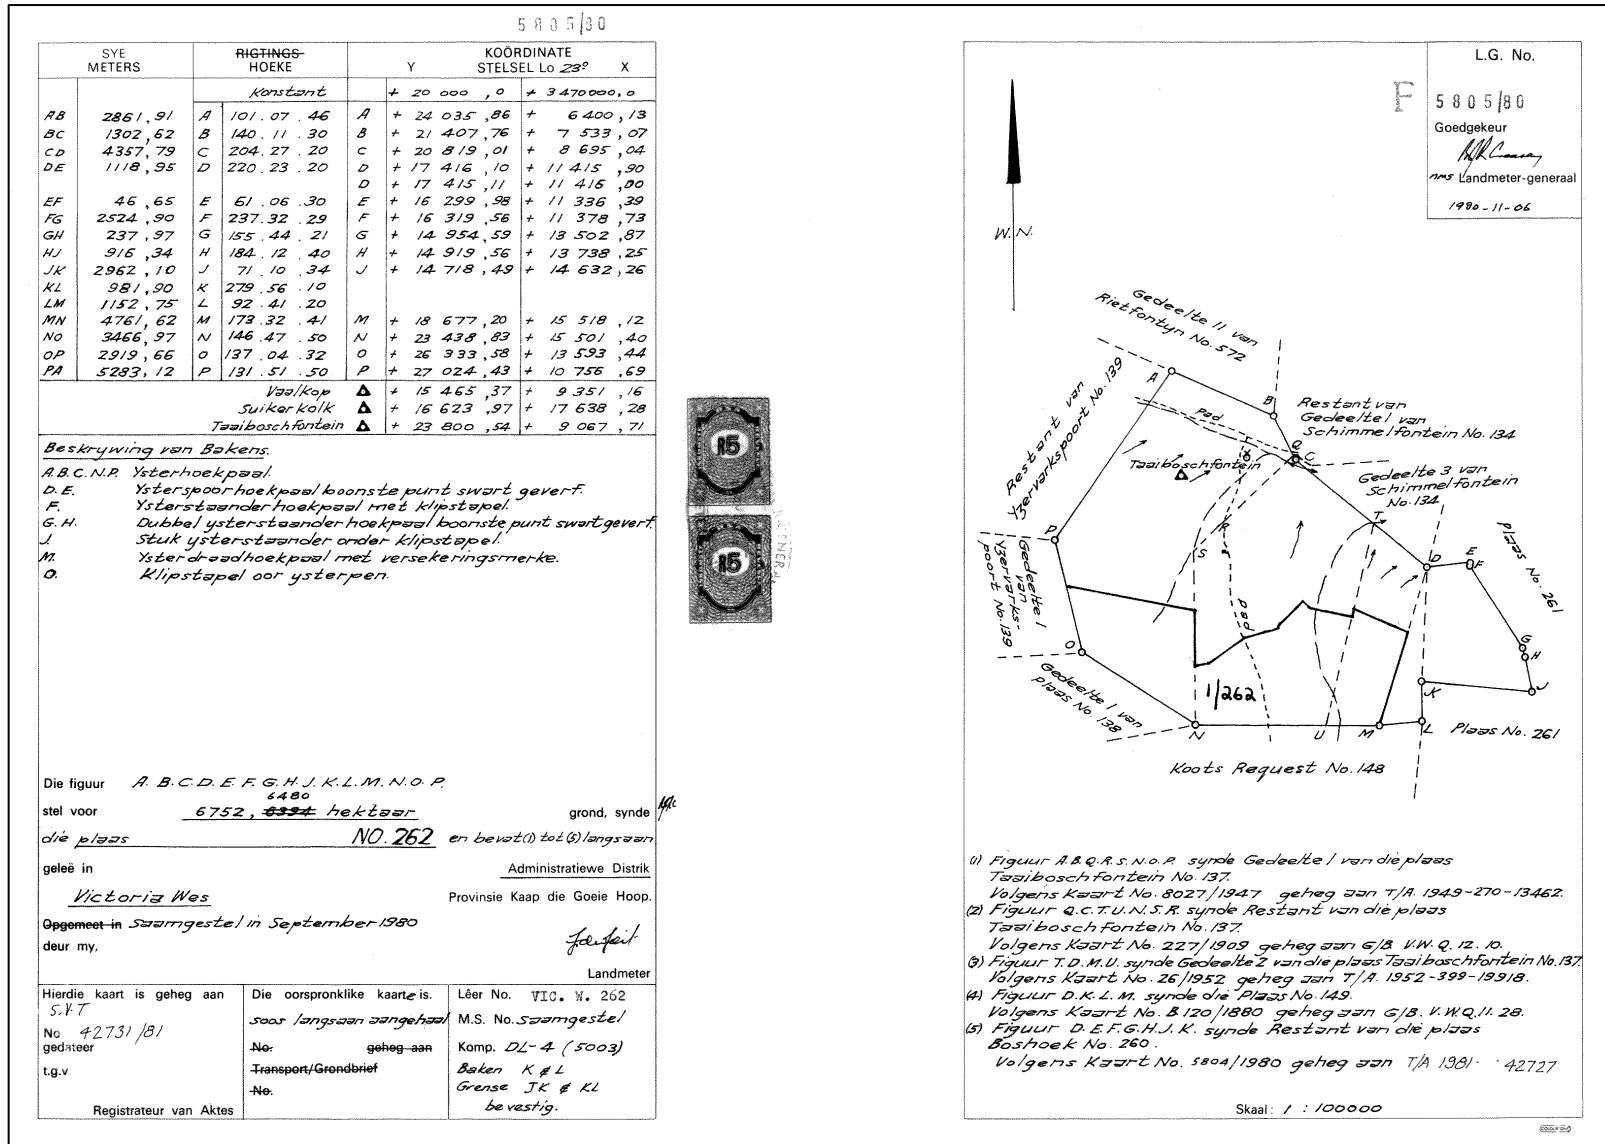 5805/80
SYE METERS RIGTINGS- HOEKE KOÖRDINATE Y STELSEL Lo 23° X
Konstant + 20 000 ,0 + 3470000,0
AB 2861,91 A 101.07.46 A + 24 035,86 + 6 400,13
BC 1302,62 B 140.11.30 B + 21 407,76 + 7 533,07
CD 4357,79 C 204.27.20 C + 20 819,01 + 8 695,04
DE 1118,95 D 220.23.20 D + 17 416,10 + 11 415,90
D + 17 415,11 + 11 416,00
EF 46,65 E 61.06.30 E + 16 299,98 + 11 336,39
FG 2524,90 F 237.32.29 F + 16 319,56 + 11 378,73
GH 237,97 G 155.44.21 G + 14 954,59 + 13 502,87
HJ 916,34 H 184.12.40 H + 14 919,56 + 13 738,25
JK 2962,10 J 71.10.34 J + 14 718,49 + 14 632,26
KL 981,90 K 279.56.10
LM 1152,75 L 92.41.20
MN 4761,62 M 173.32.41 M + 18 677,20 + 15 518,12
NO 3466,97 N 146.47.50 N + 23 438,83 + 15 501,40
OP 2919,66 O 137.04.32 O + 26 333,58 + 13 593,44
PA 5283,12 P 131.51.50 P + 27 024,43 + 10 756,69
Vaalkop + 15 465,37 + 9 351,16
Suikerkolk + 16 623,97 + 17 638,28
Taaiboschfontein + 23 800,54 + 9 067,71
Beskrywing van Bakens.
A.B.C.N.P. Ysterhoekpaal.
D.E. Ysterspoorhoekpaal boonste punt swart geverf.
F. Ysterstaanderhoekpaal met klipstapel.
G.H. Dubbel ysterstaanderhoekpaal boonste punt swart geverf.
J. Stuk ysterstaander onder klipstapel.
M. Ysterdraadhoekpaal met versekeringsmerke.
O. Klipstapel oor ysterpen.
Die figuur A.B.C.D.E.F.G.H.J.K.L.M.N.O.P.
6480
stel voor 6752, 6394 hektaar grond, synde
die plaas NO. 262 en bevat (1) tot (5) langsaan
geleë in Administratiewe Distrik
Victoria Wes Provinsie Kaap die Goeie Hoop.
Opgemeet in Saamgestel in September 1980
deur my,
Landmeter
Hierdie kaart is geheg aan
S.V.T
No. 42731/81
gedateer
t.g.v.
Registrateur van Aktes
Die oorspronklike kaarte is.
soos langsaan aangehaal
No. geheg aan
Transport/Grondbrief
No.
Lêer No. VIC. W. 262
M.S. No. Saamgestel
Komp. DL-4 (5003)
Baken K & L
Grense JK & KL
bevestig.
R5
R5
L.G. No.
F
5805/80
Goedgekeur
nms Landmeter-generaal
1980-11-06
W.N.
Gedeelte 11 van
Rietfontyn No. 572
Restant van
Yzervarkspoort No. 139
A
B
Restant van
Gedeelte 1 van
Schimmelfontein No. 134
pad
Q
C
X
Taaiboschfontein
Gedeelte 3 van
Schimmelfontein
No. 134
T
R
S
P
D
E
F
Plaas No. 261
Gedeelte 1
van
Yzervarks-
poort No. 139
pad
O
G
H
Gedeelte 1 van
plaas No. 138
1/262
K
J
N
U
M
L
Plaas No. 261
Koots Request No. 148
(1) Figuur A.B.Q.R.S.N.O.P. synde Gedeelte 1 van die plaas
Taaiboschfontein No. 137.
Volgens Kaart No. 8027/1947 geheg aan T/A. 1949-270-13462.
(2) Figuur Q.C.T.U.N.S.R. synde Restant van die plaas
Taaiboschfontein No. 137.
Volgens Kaart No. 227/1909 geheg aan G/B. V.W.Q. 12. 10.
(3) Figuur T.D.M.U. synde Gedeelte 2 van die plaas Taaiboschfontein No. 137.
Volgens Kaart No. 26/1952 geheg aan T/A. 1952-399-19918.
(4) Figuur D.K.L.M. synde die Plaas No. 149.
Volgens Kaart No. B 120/1880 geheg aan G/B. V.W.Q. 11. 28.
(5) Figuur D.E.F.G.H.J.K. synde Restant van die plaas
Boshoek No. 260.
Volgens Kaart No. 5804/1980 geheg aan T/A 1981- 42727
Skaal: 1 : 100000